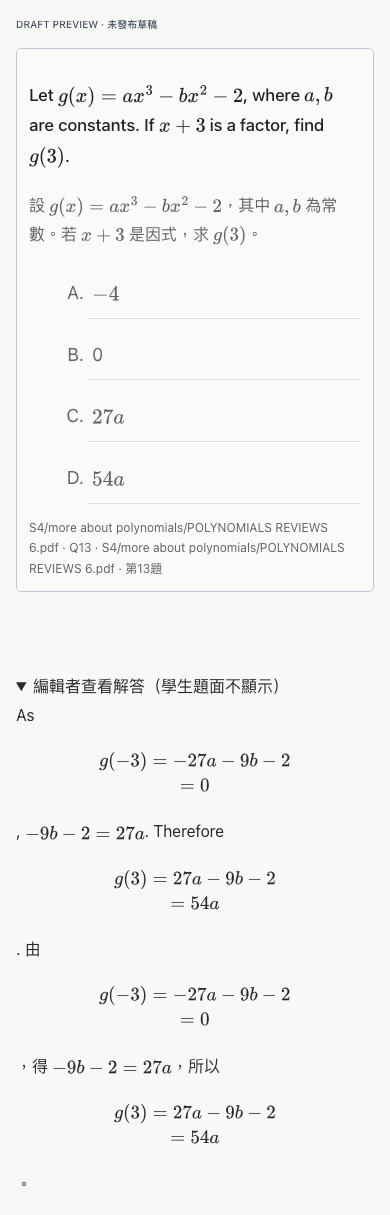 DRAFT PREVIEW · 未發布草稿
Let g(x) = ax³ − bx² − 2, where a, b
are constants. If x + 3 is a factor, find
g(3).
設 g(x) = ax³ − bx² − 2，其中 a, b 為常
數。若 x + 3 是因式，求 g(3)。
A. −4
B. 0
C. 27a
D. 54a
S4/more about polynomials/POLYNOMIALS REVIEWS
6.pdf · Q13 · S4/more about polynomials/POLYNOMIALS
REVIEWS 6.pdf · 第13題
▼ 編輯者查看解答（學生題面不顯示）
As
g(−3) = −27a − 9b − 2
= 0
, −9b − 2 = 27a. Therefore
g(3) = 27a − 9b − 2
= 54a
. 由
g(−3) = −27a − 9b − 2
= 0
，得 −9b − 2 = 27a，所以
g(3) = 27a − 9b − 2
= 54a
。